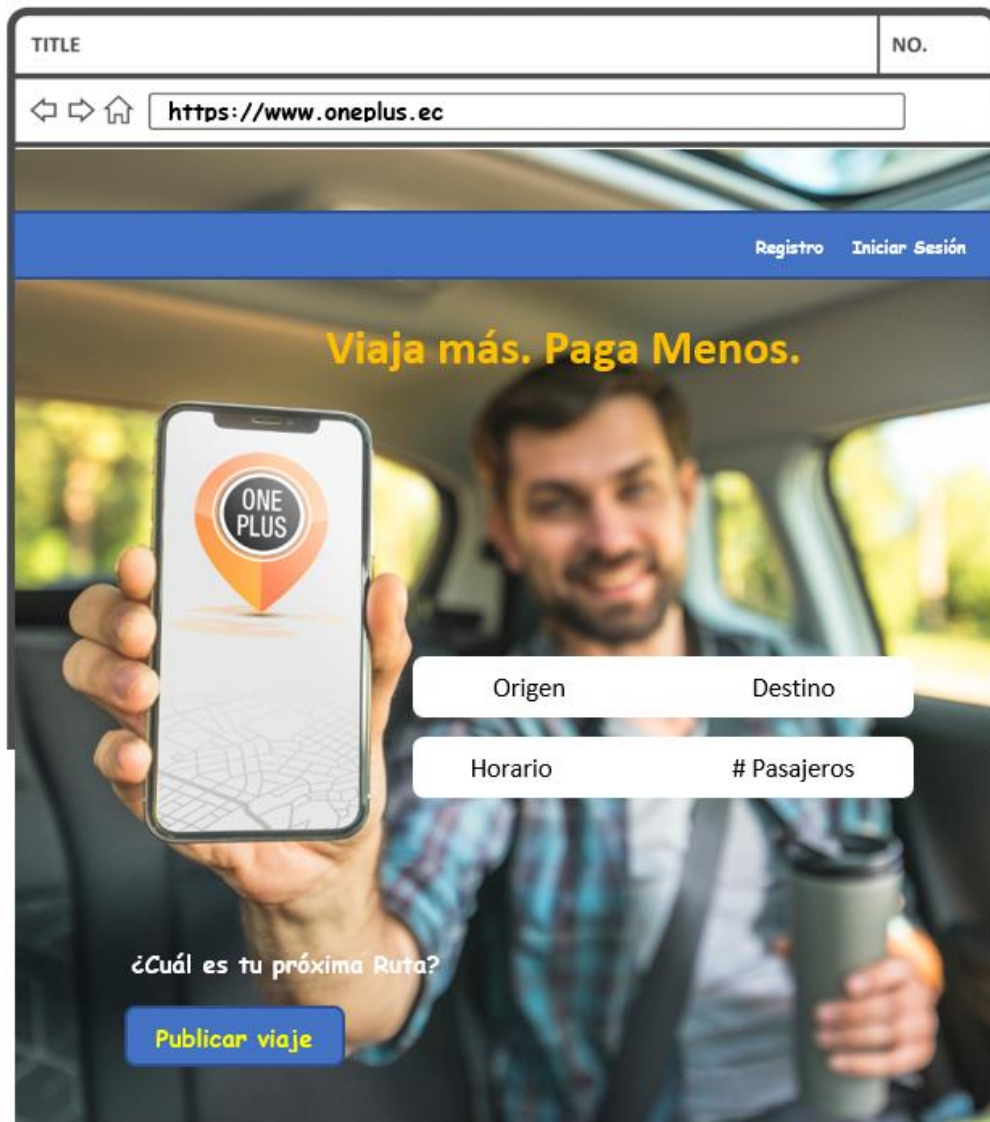 TITLE NO.
https://www.oneplus.ec
Registro Iniciar Sesión
Viaja más. Paga Menos.
ONE
PLUS
Origen Destino
Horario # Pasajeros
¿Cuál es tu próxima Ruta?
Publicar viaje